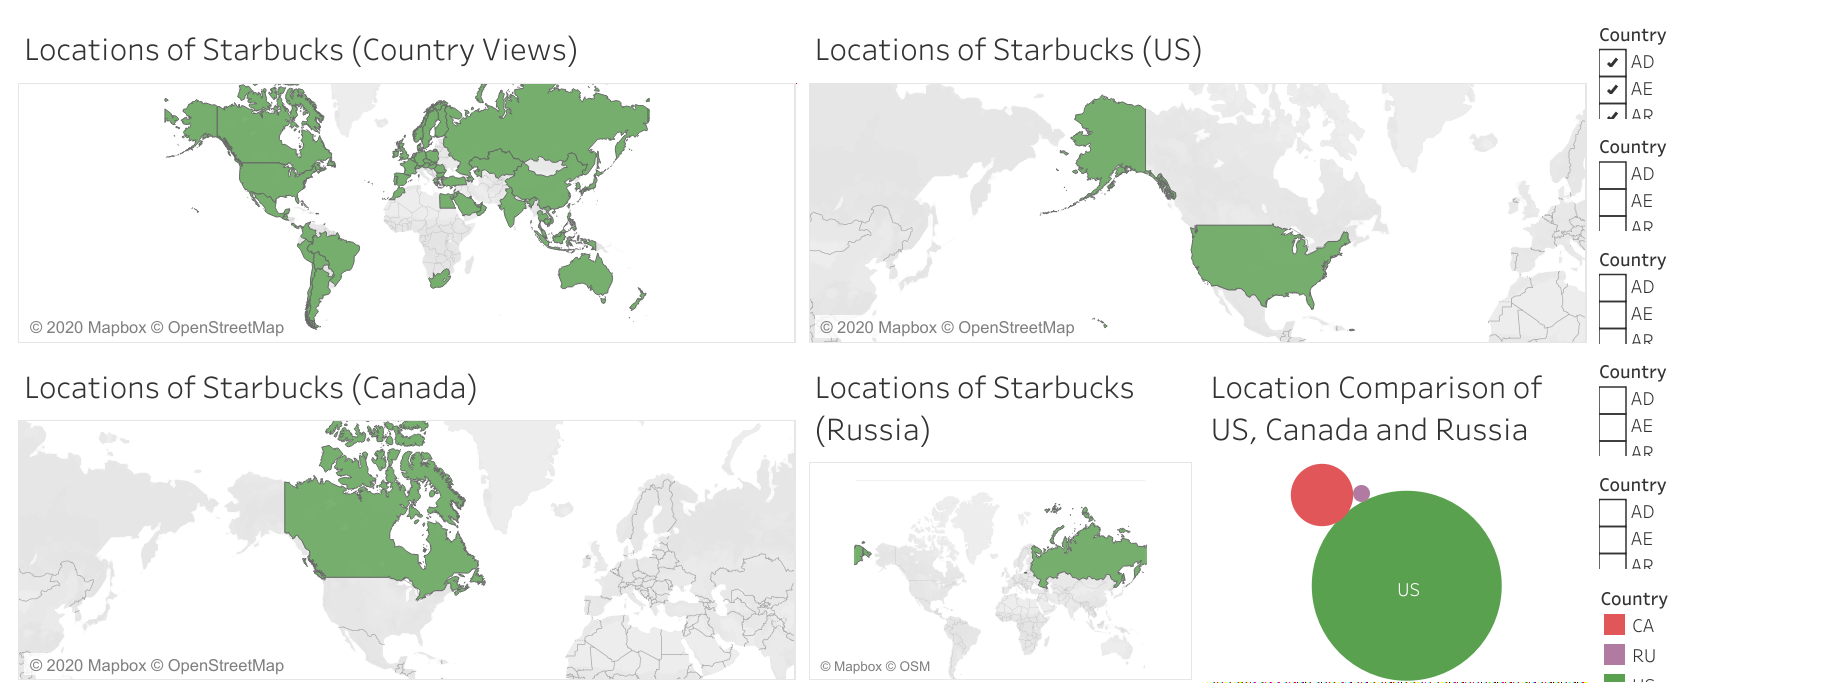 Locations of Starbucks (Country Views)
© 2020 Mapbox © OpenStreetMap
Locations of Starbucks (US)
© 2020 Mapbox © OpenStreetMap
Locations of Starbucks (Canada)
© 2020 Mapbox © OpenStreetMap
Locations of Starbucks
(Russia)
© Mapbox © OSM
Location Comparison of
US, Canada and Russia
US
Country
AD
AE
AR
Country
AD
AE
AR
Country
AD
AE
AR
Country
AD
AE
AR
Country
AD
AE
AR
Country
CA
RU
US